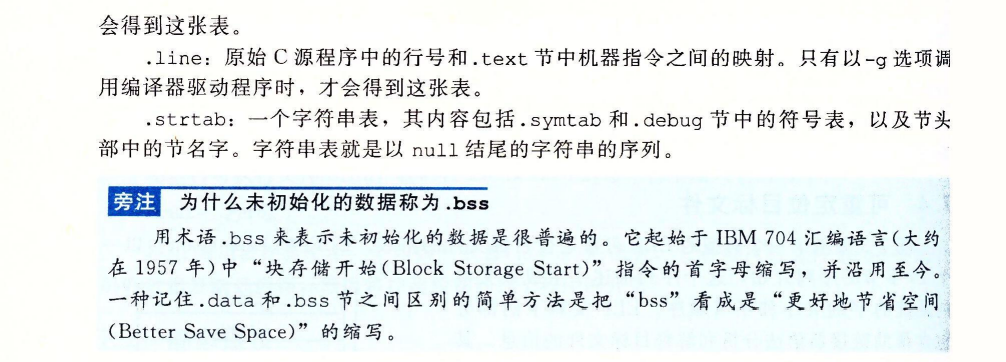 会得到这张表。
.line：原始 C 源程序中的行号和.text 节中机器指令之间的映射。只有以-g 选项调
用编译器驱动程序时，才会得到这张表。
.strtab：一个字符串表，其内容包括.symtab 和.debug 节中的符号表，以及节头
部中的节名字。字符串表就是以 null 结尾的字符串的序列。
旁注 为什么未初始化的数据称为.bss
用术语.bss 来表示未初始化的数据是很普遍的。它起始于 IBM 704 汇编语言(大约
在 1957 年)中“块存储开始(Block Storage Start)”指令的首字母缩写，并沿用至今。
一种记住.data 和.bss 节之间区别的简单方法是把“bss”看成是“更好地节省空间
(Better Save Space)”的缩写。